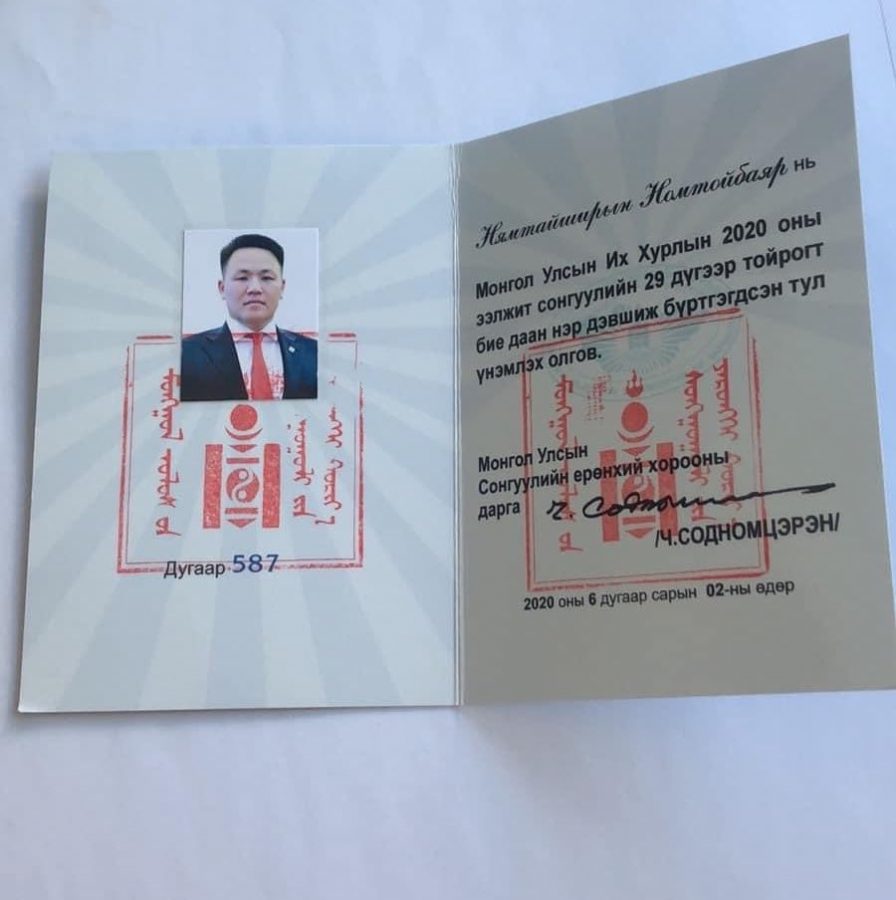 Дугаар 587
Нямтайширын Номтойбаяр нь
Монгол Улсын Их Хурлын 2020 оны
ээлжит сонгуулийн 29 дүгээр тойрогт
бие даан нэр дэвшиж бүртгэгдсэн тул
үнэмлэх олгов.
Монгол Улсын
Сонгуулийн ерөнхий хорооны
дарга
/Ч.СОДНОМЦЭРЭН/
2020 оны 6 дугаар сарын 02-ны өдөр